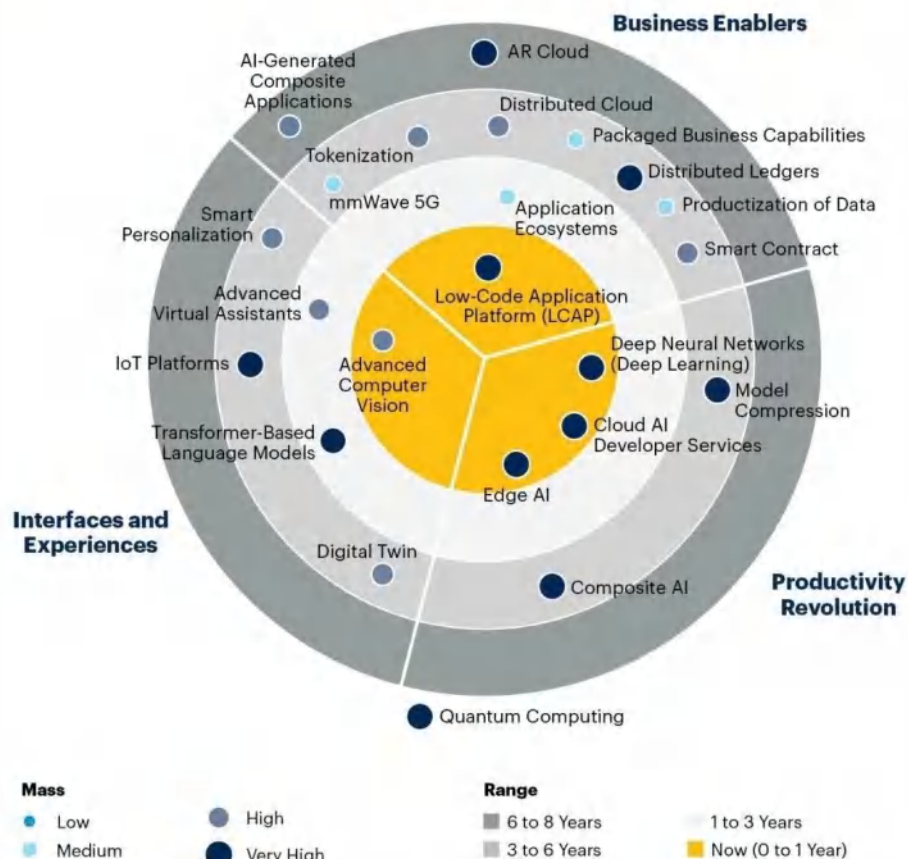 Business Enablers
AR Cloud
AI-Generated
Composite
Applications
Distributed Cloud
Packaged Business Capabilities
Tokenization
Distributed Ledgers
mmWave 5G
Application
Ecosystems
Productization of Data
Smart
Personalization
Smart Contract
Advanced
Virtual Assistants
Low-Code Application
Platform (LCAP)
IoT Platforms
Advanced
Computer
Vision
Deep Neural Networks
(Deep Learning)
Model
Compression
Transformer-Based
Language Models
Cloud AI
Developer Services
Edge AI
Interfaces and
Experiences
Digital Twin
Composite AI
Productivity
Revolution
Quantum Computing
Mass
Low
Medium
High
Very High
Range
6 to 8 Years
3 to 6 Years
1 to 3 Years
Now (0 to 1 Year)